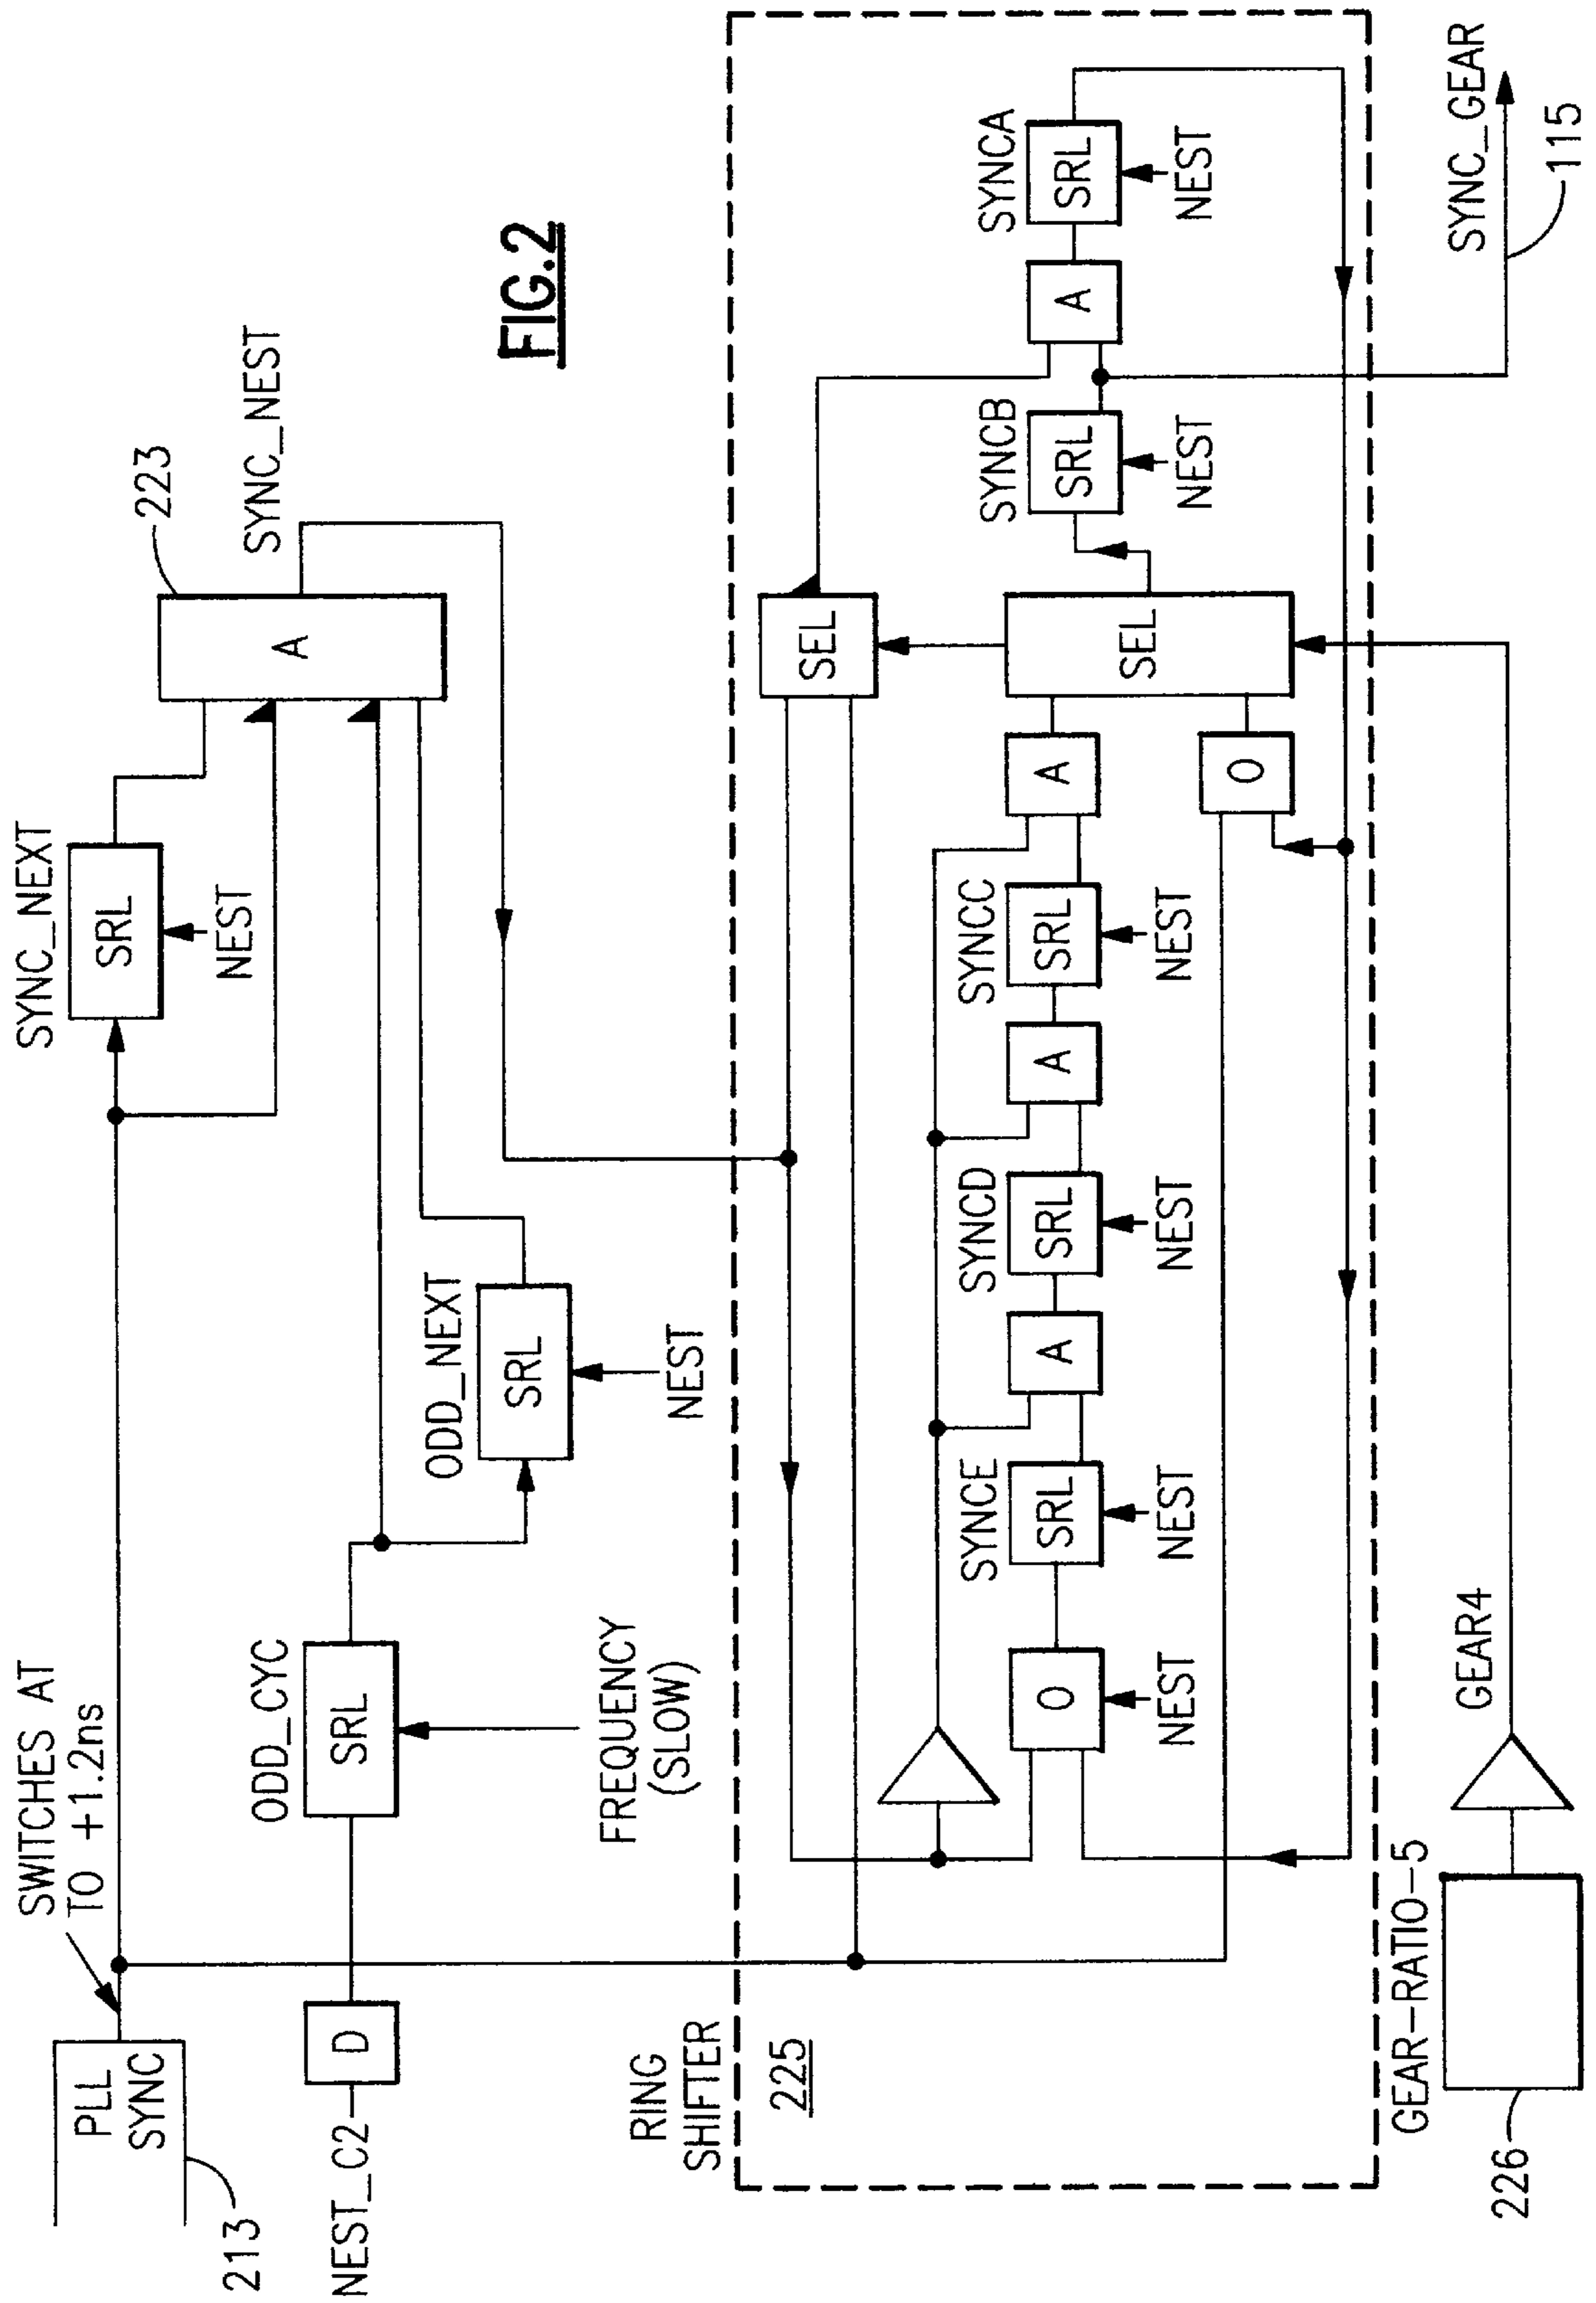 PLL
SYNC
213
SWITCHES AT
TO +1.2ns
SYNC_NEXT
SRL
NEST
223
A
SYNC_NEST
NEST_C2
D
ODD_CYC
SRL
FREQUENCY
(SLOW)
ODD_NEXT
SRL
NEST
FIG.2
RING
SHIFTER
225
SEL
O
NEST
SYNCE
SRL
NEST
A
SYNCD
SRL
NEST
A
SYNCC
SRL
NEST
A
O
SEL
SYNCB
SRL
NEST
A
SYNCA
SRL
NEST
GEAR-RATIO-5
226
GEAR4
SYNC_GEAR
115